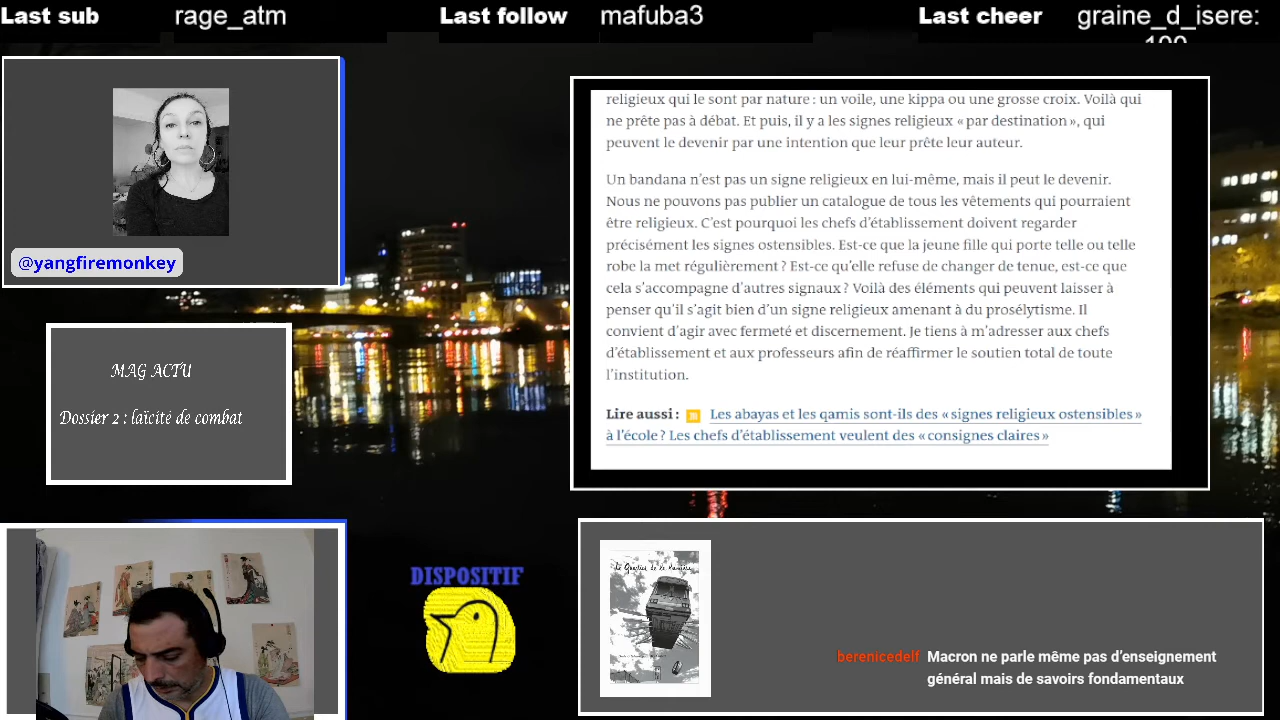 Last sub
rage_atm
Last follow
mafuba3
Last cheer
graine_d_isere:
@yangfiremonkey
religieux qui le sont par nature : un voile, une kippa ou une grosse croix. Voilà qui
ne prête pas à débat. Et puis, il y a les signes religieux « par destination », qui
peuvent le devenir par une intention que leur prête leur auteur.
Un bandana n’est pas un signe religieux en lui-même, mais il peut le devenir.
Nous ne pouvons pas publier un catalogue de tous les vêtements qui pourraient
être religieux. C’est pourquoi les chefs d’établissement doivent regarder
précisément les signes ostensibles. Est-ce que la jeune fille qui porte telle ou telle
robe la met régulièrement ? Est-ce qu’elle refuse de changer de tenue, est-ce que
cela s’accompagne d’autres signaux ? Voilà des éléments qui peuvent laisser à
penser qu’il s’agit bien d’un signe religieux amenant à du prosélytisme. Il
convient d’agir avec fermeté et discernement. Je tiens à m’adresser aux chefs
d’établissement et aux professeurs afin de réaffirmer le soutien total de toute
l’institution.
Lire aussi : Les abayas et les qamis sont-ils des « signes religieux ostensibles »
à l’école ? Les chefs d’établissement veulent des « consignes claires »
MAG ACTU
Dossier 2 : laïcité de combat
DISPOSITIF
berenicedelf Macron ne parle même pas d’enseignement
général mais de savoirs fondamentaux